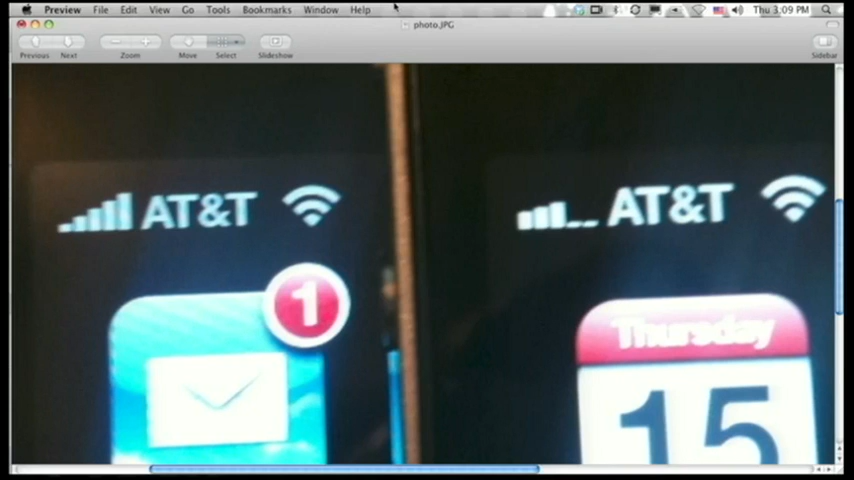 Preview File Edit View Go Tools Bookmarks Window Help Thu 3:09 PM
photo.JPG
Previous Next Zoom Move Select Slideshow Sidebar
AT&T AT&T
1
Thursday
15